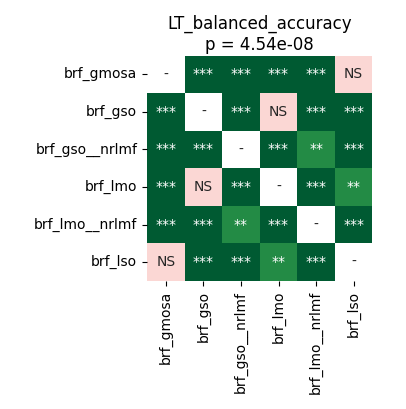 LT_balanced_accuracy
p = 4.54e-08
brf_gmosa - *** *** *** *** NS
brf_gso *** - *** NS *** ***
brf_gso__nrlmf *** *** - *** ** ***
brf_lmo *** NS *** - *** **
brf_lmo__nrlmf *** *** ** *** - ***
brf_lso NS *** *** ** *** -
brf_gmosa
brf_gso
brf_gso__nrlmf
brf_lmo
brf_lmo__nrlmf
brf_lso